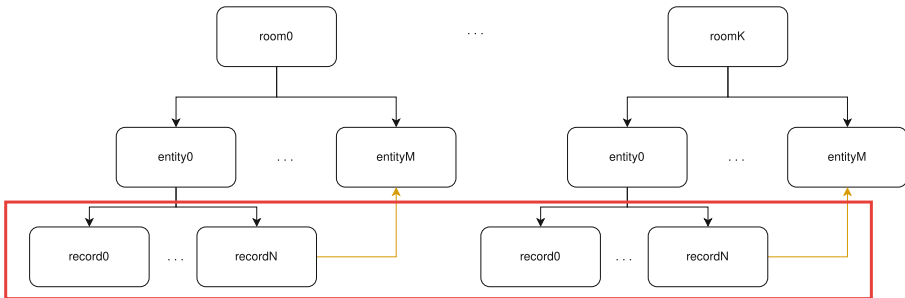 room0 ... roomK
entity0 ... entityM entity0 ... entityM
record0 ... recordN record0 ... recordN